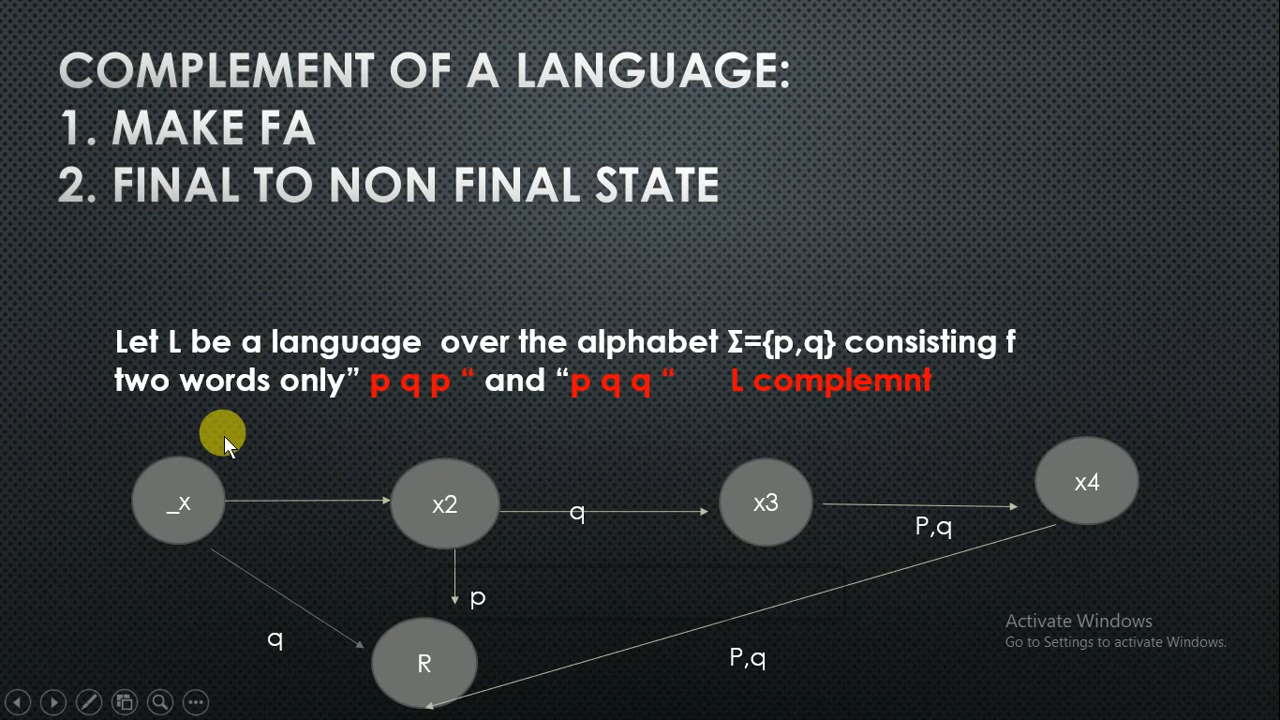 COMPLEMENT OF A LANGUAGE:
1. MAKE FA
2. FINAL TO NON FINAL STATE
Let L be a language over the alphabet Σ={p,q} consisting f
two words only” p q p “ and “p q q “ L complemnt
_x
x2
q
x3
P,q
x4
p
q
R
P,q
Activate Windows
Go to Settings to activate Windows.